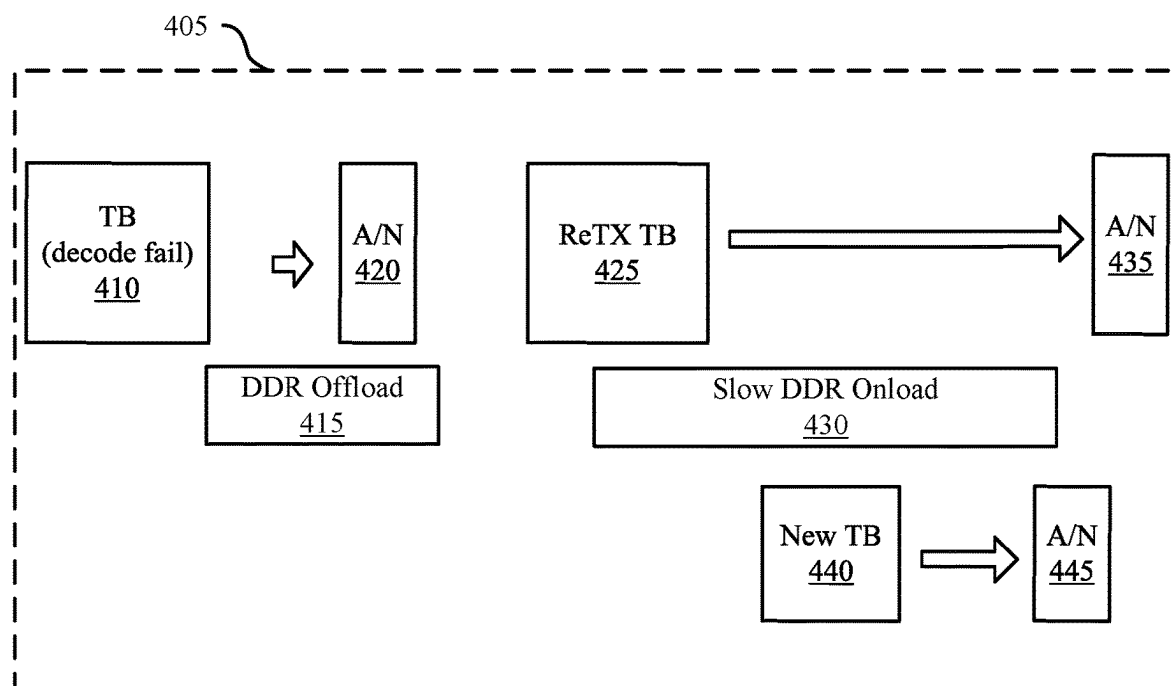 405
TB
(decode fail)
410
A/N
420
ReTX TB
425
A/N
435
DDR Offload
415
Slow DDR Onload
430
New TB
440
A/N
445